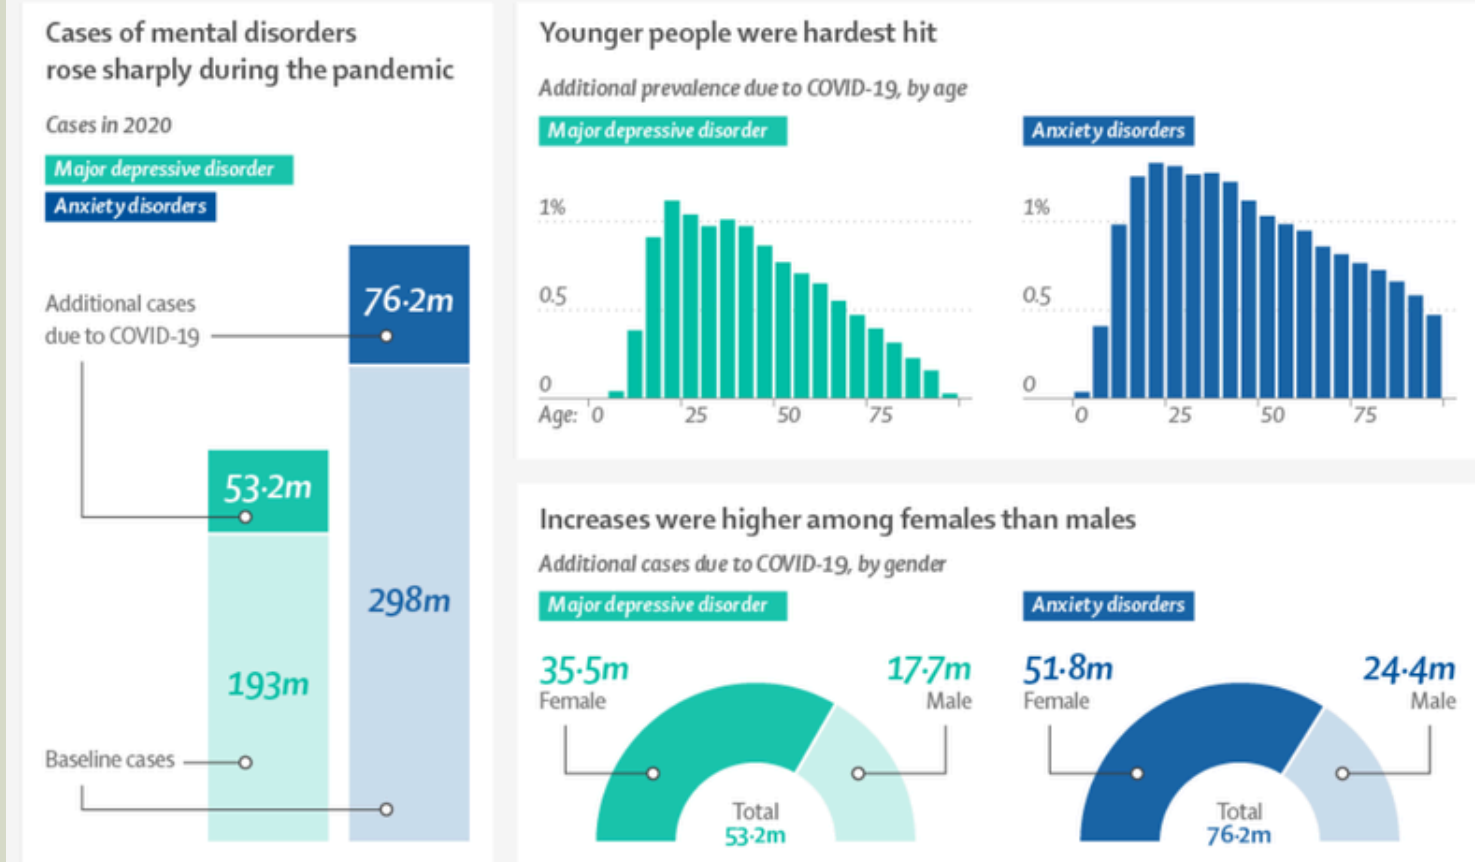 Cases of mental disorders
rose sharply during the pandemic
Cases in 2020
Major depressive disorder
Anxiety disorders
Additional cases
due to COVID-19
76·2m
53·2m
298m
193m
Baseline cases
Younger people were hardest hit
Additional prevalence due to COVID-19, by age
Major depressive disorder
1%
0.5
0
Age: 0 25 50 75
Anxiety disorders
1%
0.5
0
0 25 50 75
Increases were higher among females than males
Additional cases due to COVID-19, by gender
Major depressive disorder
35·5m
Female
17·7m
Male
Total
53·2m
Anxiety disorders
51·8m
Female
24·4m
Male
Total
76·2m